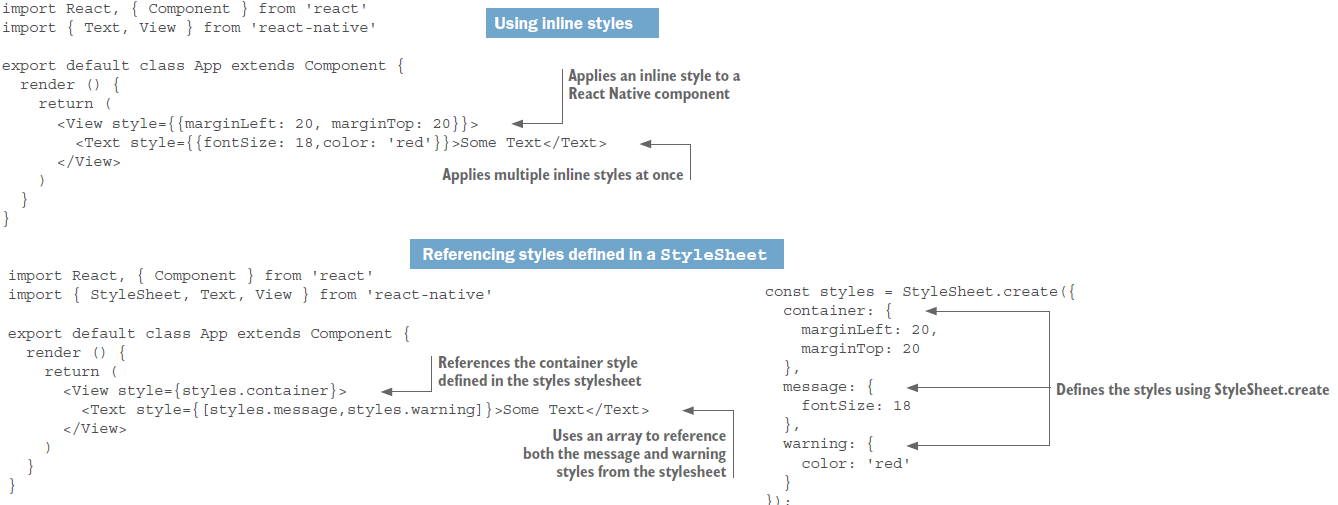 import React, { Component } from 'react'
import { Text, View } from 'react-native'
Using inline styles
export default class App extends Component {
render () {
return (
<View style={{marginLeft: 20, marginTop: 20}}>
<Text style={{fontSize: 18,color: 'red'}}>Some Text</Text>
</View>
)
}
}
Applies an inline style to a
React Native component
Applies multiple inline styles at once
Referencing styles defined in a StyleSheet
import React, { Component } from 'react'
import { StyleSheet, Text, View } from 'react-native'
export default class App extends Component {
render () {
return (
<View style={styles.container}>
<Text style={[styles.message,styles.warning]}>Some Text</Text>
</View>
)
}
}
References the container style
defined in the styles stylesheet
Uses an array to reference
both the message and warning
styles from the stylesheet
const styles = StyleSheet.create({
container: {
marginLeft: 20,
marginTop: 20
},
message: {
fontSize: 18
},
warning: {
color: 'red'
}
});
Defines the styles using StyleSheet.create